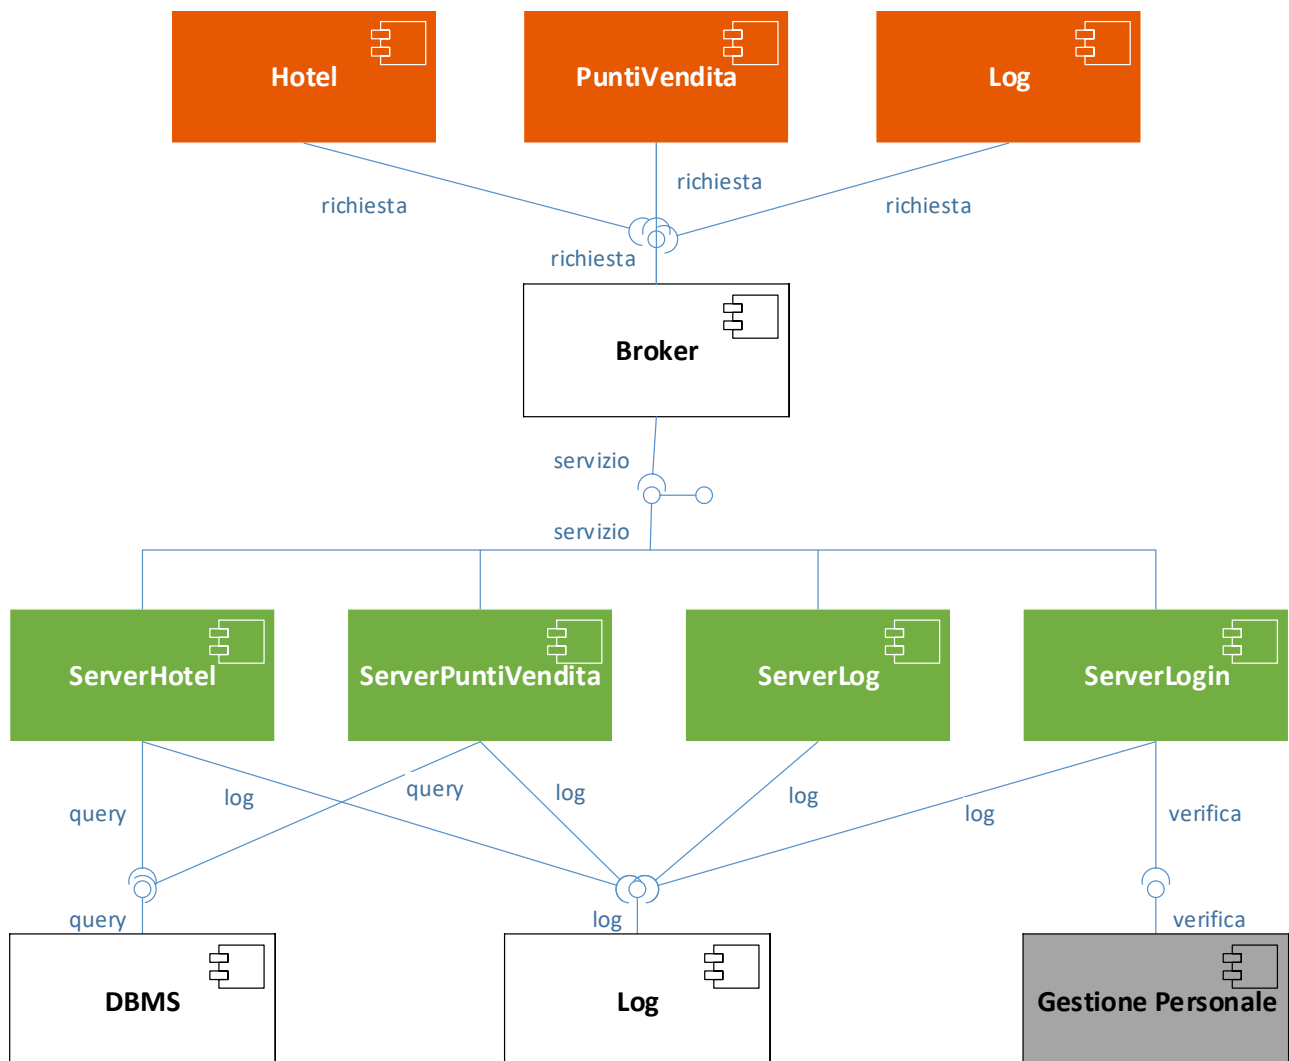 Hotel
PuntiVendita
Log
richiesta
richiesta
richiesta
richiesta
Broker
servizio
servizio
ServerHotel
ServerPuntiVendita
ServerLog
ServerLogin
query
log
query
log
log
log
verifica
query
log
verifica
DBMS
Log
Gestione Personale